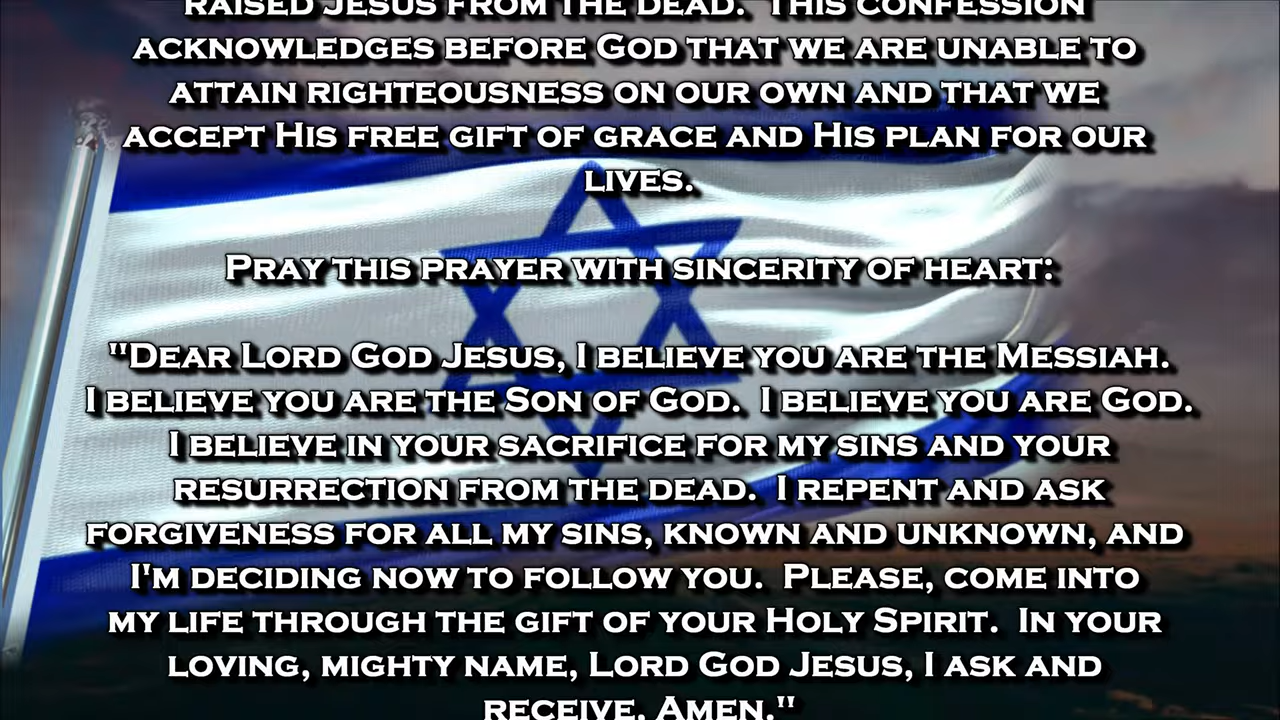 RAISED JESUS FROM THE DEAD. THIS CONFESSION
ACKNOWLEDGES BEFORE GOD THAT WE ARE UNABLE TO
ATTAIN RIGHTEOUSNESS ON OUR OWN AND THAT WE
ACCEPT HIS FREE GIFT OF GRACE AND HIS PLAN FOR OUR
LIVES.
PRAY THIS PRAYER WITH SINCERITY OF HEART:
"DEAR LORD GOD JESUS, I BELIEVE YOU ARE THE MESSIAH.
I BELIEVE YOU ARE THE SON OF GOD. I BELIEVE YOU ARE GOD.
I BELIEVE IN YOUR SACRIFICE FOR MY SINS AND YOUR
RESURRECTION FROM THE DEAD. I REPENT AND ASK
FORGIVENESS FOR ALL MY SINS, KNOWN AND UNKNOWN, AND
I'M DECIDING NOW TO FOLLOW YOU. PLEASE, COME INTO
MY LIFE THROUGH THE GIFT OF YOUR HOLY SPIRIT. IN YOUR
LOVING, MIGHTY NAME, LORD GOD JESUS, I ASK AND
RECEIVE. AMEN."